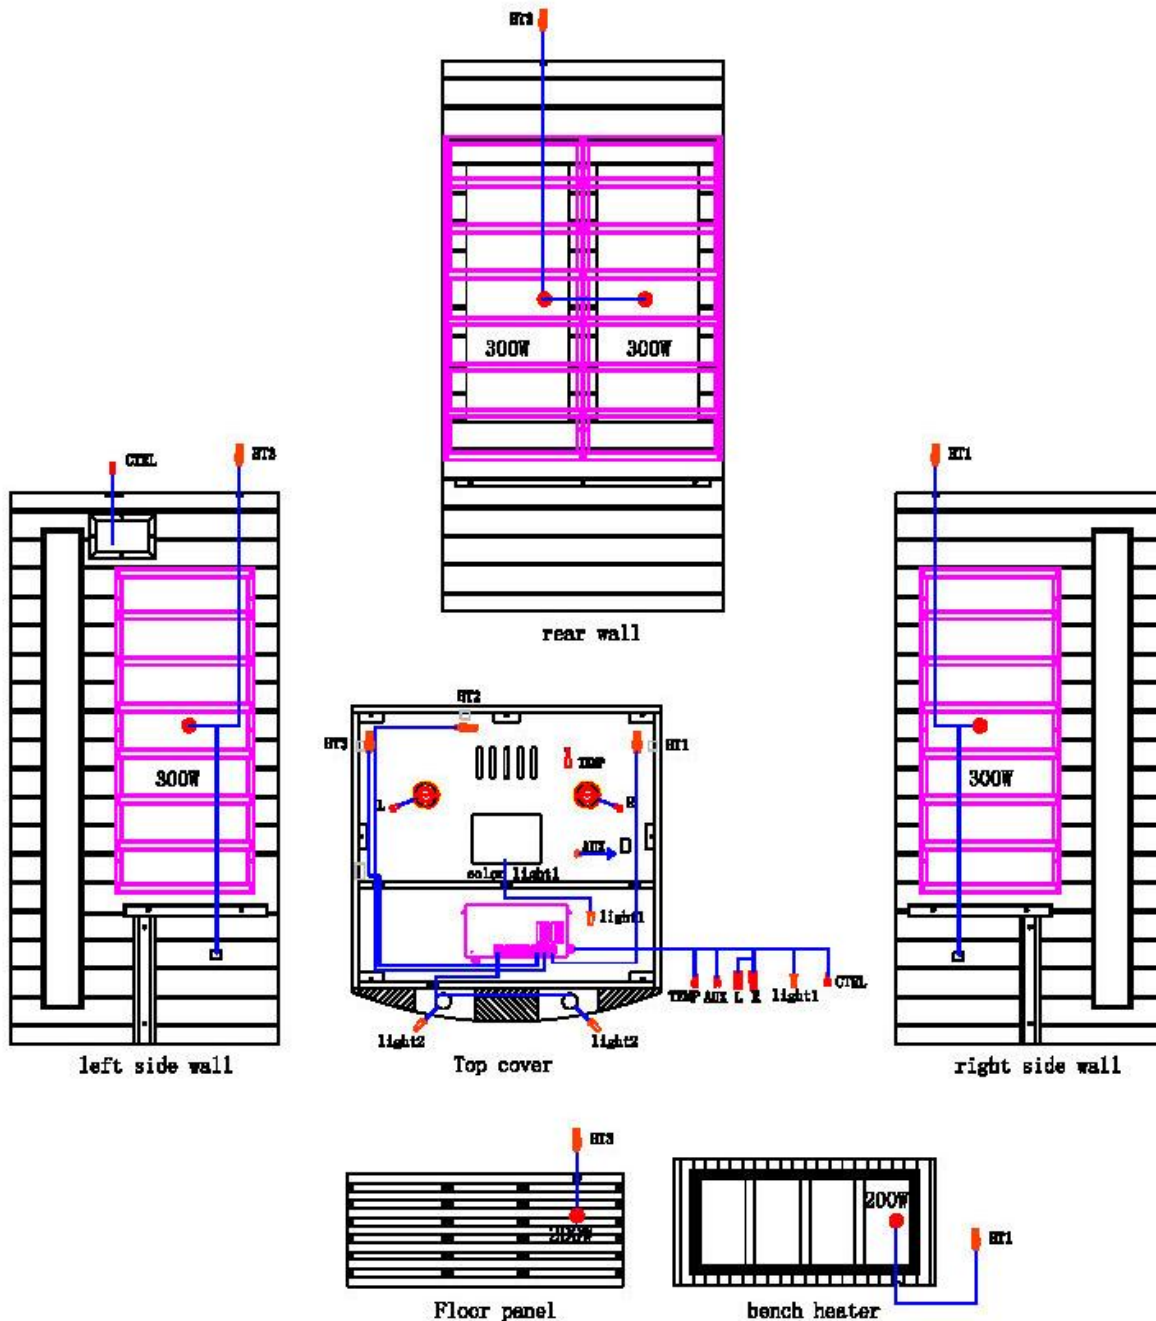 HT2
300W 300W
CTRL HT3 HT1
rear wall
HT2
HT3 HT1
TEMP
300W 300W
L R
AUX
color light1
light1
TEMP AUX L R light1 CTRL
light2 light2
left side wall Top cover right side wall
HT3
200W
200W
HT1
Floor panel bench heater